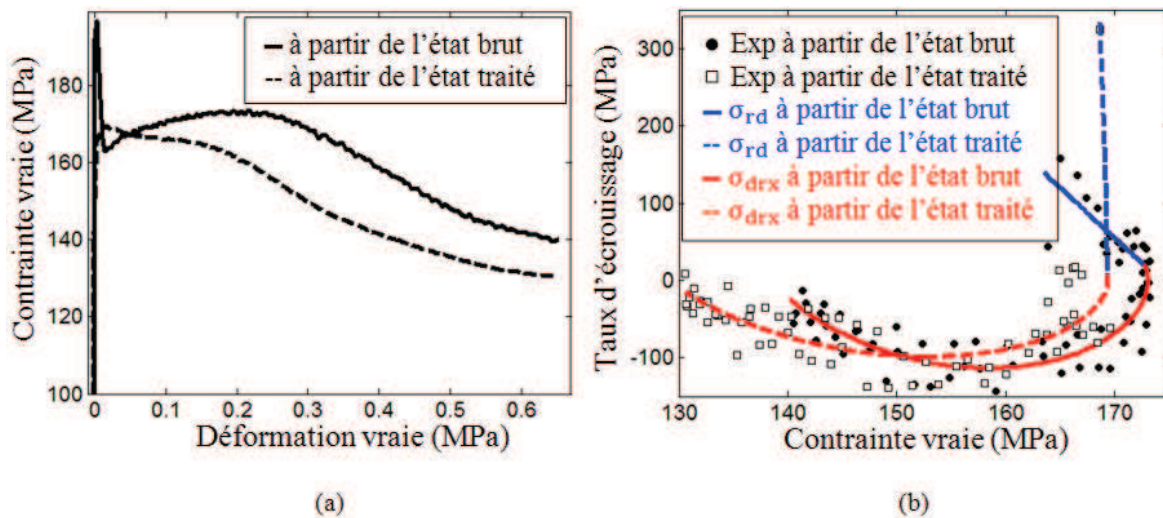 à partir de l'état brut
à partir de l'état traité
Contrainte vraie (MPa)
180
160
140
120
100
0
0.1
0.2
0.3
0.4
0.5
0.6
Déformation vraie (MPa)
(a)
Exp à partir de l'état brut
Exp à partir de l'état traité
σrd à partir de l'état brut
σrd à partir de l'état traité
σdrx à partir de l'état brut
σdrx à partir de l'état traité
Taux d'écrouissage (MPa)
300
200
100
0
-100
130
140
150
160
170
Contrainte vraie (MPa)
(b)